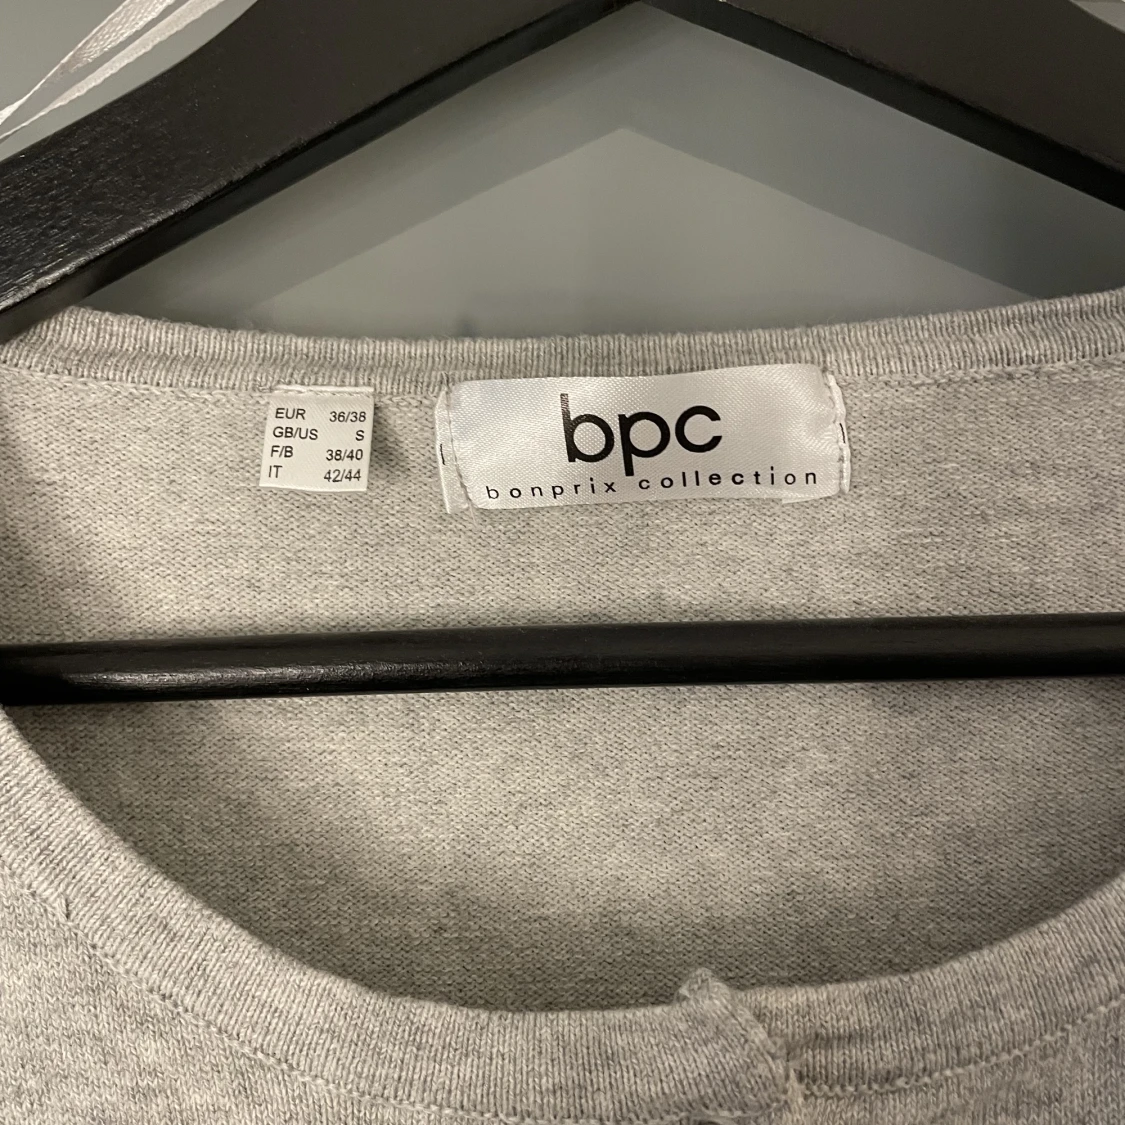 EUR 36/38
GB/US S
F/B 38/40
IT 42/44
bpc
bonprix collection